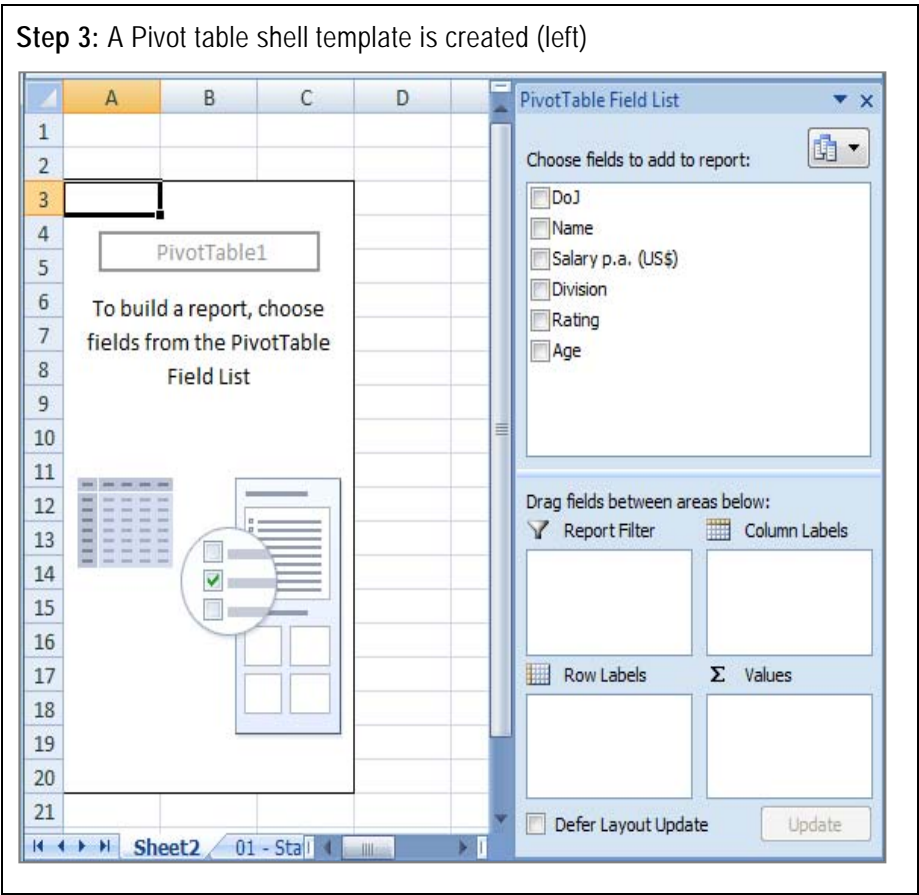 Step 3: A Pivot table shell template is created (left)
A B C D
1
2
3
4
5
6
7
8
9
10
11
12
13
14
15
16
17
18
19
20
21
PivotTable1
To build a report, choose
fields from the PivotTable
Field List
Sheet2 01 - Sta
PivotTable Field List
Choose fields to add to report:
DoJ
Name
Salary p.a. (US$)
Division
Rating
Age
Drag fields between areas below:
Report Filter Column Labels
Row Labels Σ Values
Defer Layout Update Update